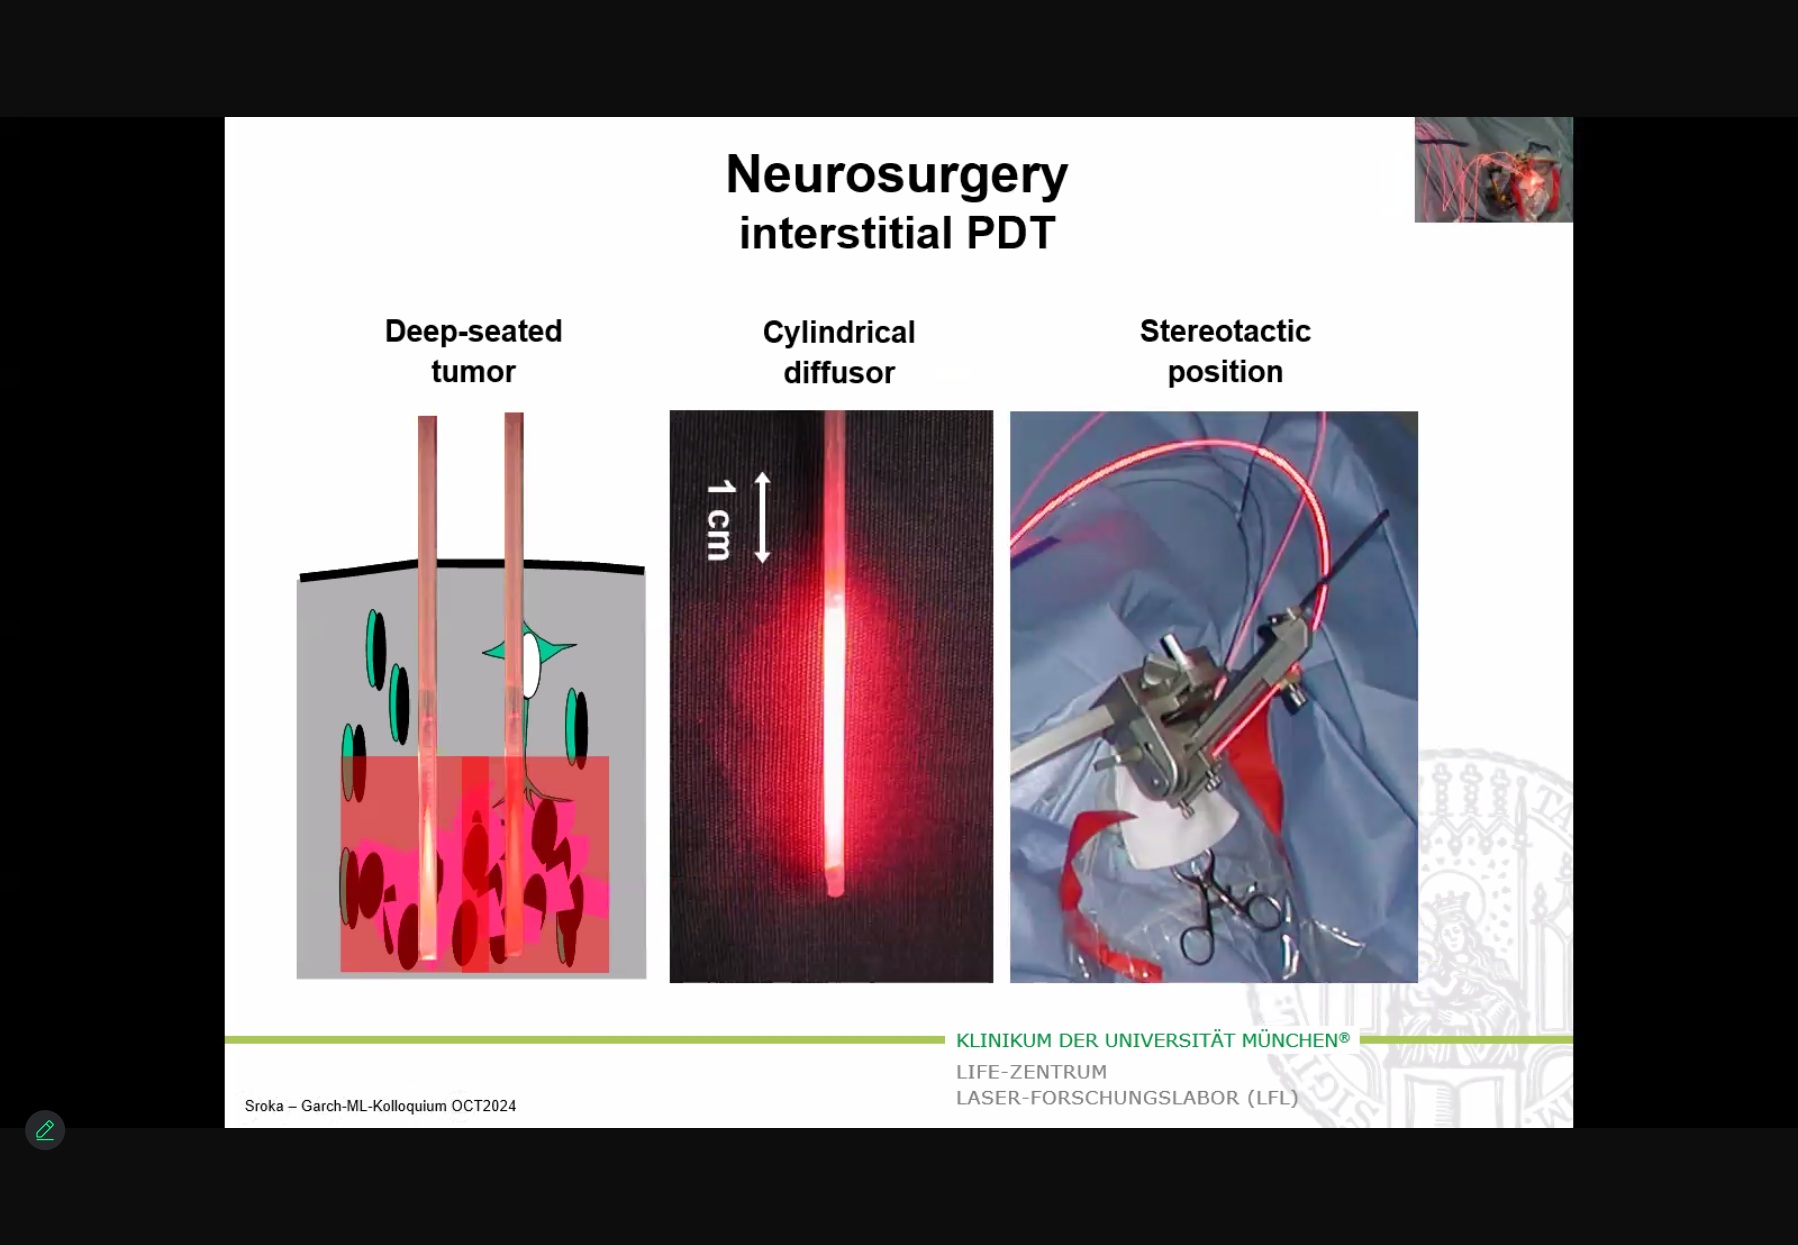 Neurosurgery
interstitial PDT
Deep-seated
tumor
Cylindrical
diffusor
Stereotactic
position
1 cm
KLINIKUM DER UNIVERSITÄT MÜNCHEN®
LIFE-ZENTRUM
LASER-FORSCHUNGSLABOR (LFL)
Sroka – Garch-ML-Kolloquium OCT2024